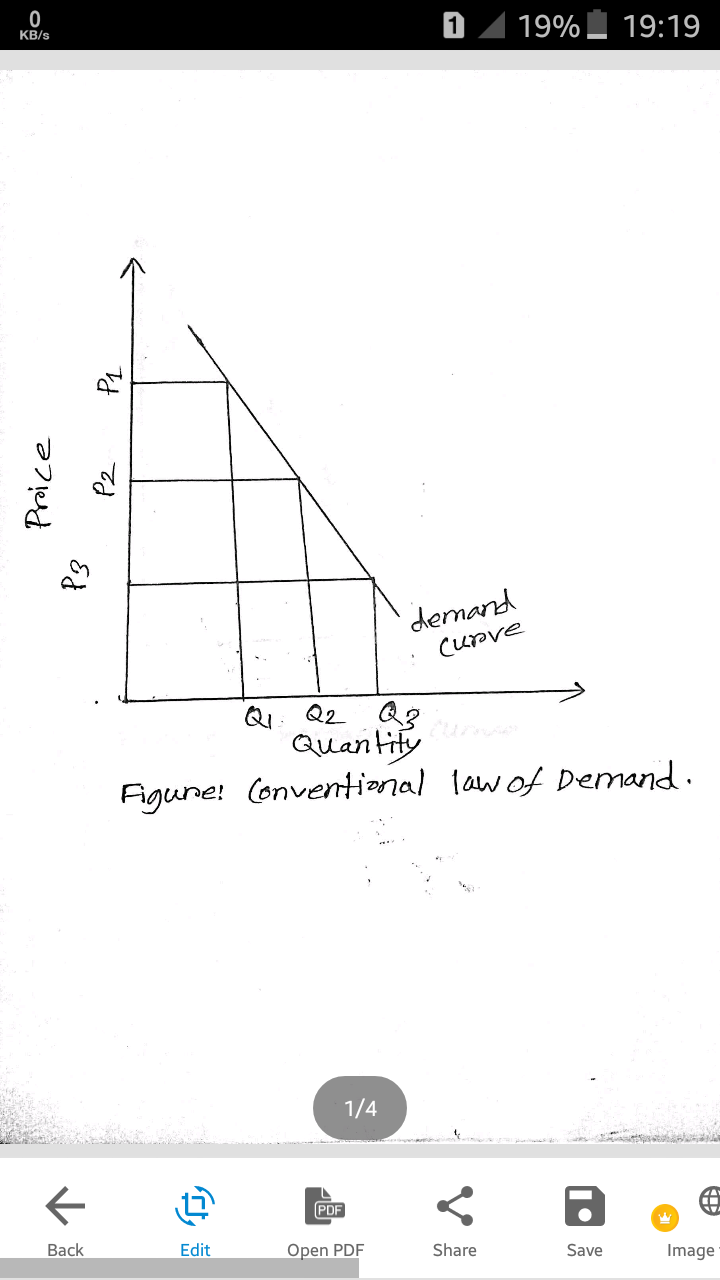 0
KB/s
1
19%
19:19
P1
Price
P2
P3
demand
curve
Q1 Q2 Q3
Quantity
Figure: Conventional law of Demand.
1/4
PDF
Back
Edit
Open PDF
Share
Save
Image